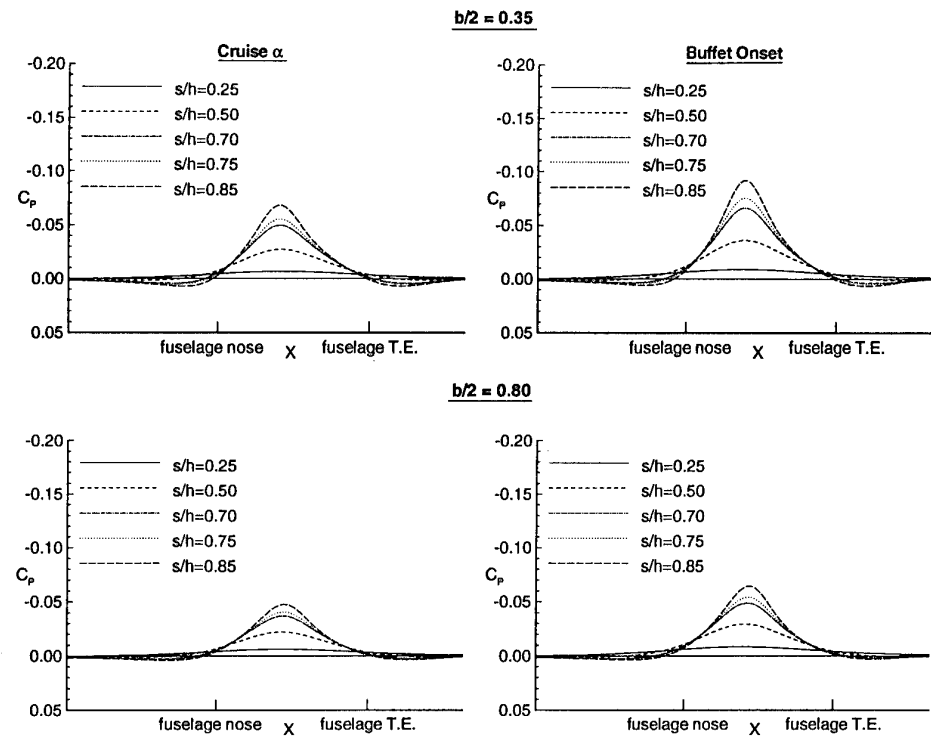 b/2 = 0.35
Cruise α
-0.20
-0.15
-0.10
-0.05
0.00
0.05
Cp
s/h=0.25
s/h=0.50
s/h=0.70
s/h=0.75
s/h=0.85
fuselage nose X fuselage T.E.
Buffet Onset
-0.20
-0.15
-0.10
-0.05
0.00
0.05
Cp
s/h=0.25
s/h=0.50
s/h=0.70
s/h=0.75
s/h=0.85
fuselage nose X fuselage T.E.
b/2 = 0.80
-0.20
-0.15
-0.10
-0.05
0.00
0.05
Cp
s/h=0.25
s/h=0.50
s/h=0.70
s/h=0.75
s/h=0.85
fuselage nose X fuselage T.E.
-0.20
-0.15
-0.10
-0.05
0.00
0.05
Cp
s/h=0.25
s/h=0.50
s/h=0.70
s/h=0.75
s/h=0.85
fuselage nose X fuselage T.E.